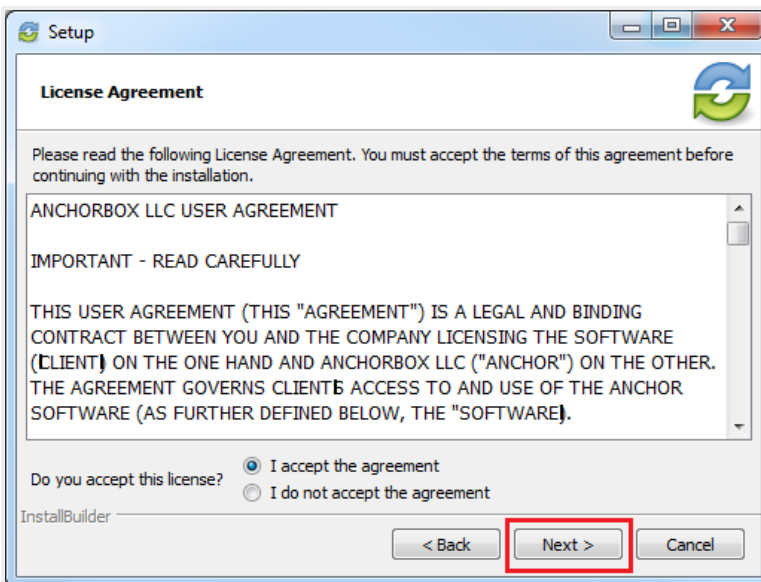 Setup
License Agreement
Please read the following License Agreement. You must accept the terms of this agreement before
continuing with the installation.
ANCHORBOX LLC USER AGREEMENT
IMPORTANT - READ CAREFULLY
THIS USER AGREEMENT (THIS "AGREEMENT") IS A LEGAL AND BINDING
CONTRACT BETWEEN YOU AND THE COMPANY LICENSING THE SOFTWARE
(CLIENT) ON THE ONE HAND AND ANCHORBOX LLC ("ANCHOR") ON THE OTHER.
THE AGREEMENT GOVERNS CLIENTS ACCESS TO AND USE OF THE ANCHOR
SOFTWARE (AS FURTHER DEFINED BELOW, THE "SOFTWARE).
Do you accept this license?
I accept the agreement
I do not accept the agreement
InstallBuilder
< Back
Next >
Cancel